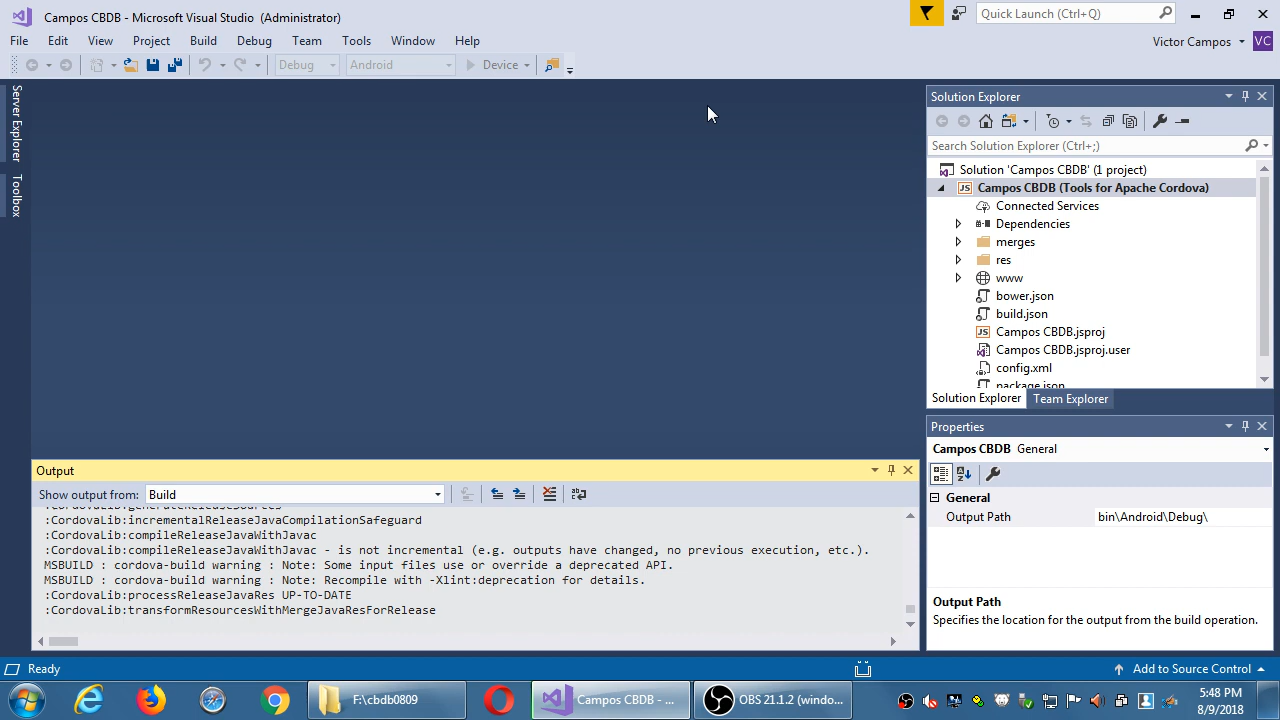 Campos CBDB - Microsoft Visual Studio (Administrator)
Quick Launch (Ctrl+Q)
File Edit View Project Build Debug Team Tools Window Help
Victor Campos VC
Debug Android Device
Server Explorer
Toolbox
Solution Explorer
Search Solution Explorer (Ctrl+;)
Solution 'Campos CBDB' (1 project)
JS Campos CBDB (Tools for Apache Cordova)
Connected Services
Dependencies
merges
res
www
bower.json
build.json
JS Campos CBDB.jsproj
Campos CBDB.jsproj.user
config.xml
package.json
Solution Explorer Team Explorer
Properties
Campos CBDB General
General
Output Path bin\Android\Debug\
Output Path
Specifies the location for the output from the build operation.
Output
Show output from: Build
:CordovaLib:generateReleaseSources
:CordovaLib:incrementalReleaseJavaCompilationSafeguard
:CordovaLib:compileReleaseJavaWithJavac
:CordovaLib:compileReleaseJavaWithJavac - is not incremental (e.g. outputs have changed, no previous execution, etc.).
MSBUILD : cordova-build warning : Note: Some input files use or override a deprecated API.
MSBUILD : cordova-build warning : Note: Recompile with -Xlint:deprecation for details.
:CordovaLib:processReleaseJavaRes UP-TO-DATE
:CordovaLib:transformResourcesWithMergeJavaResForRelease
Ready
Add to Source Control
F:\cbdb0809
Campos CBDB - ...
OBS 21.1.2 (windo...
5:48 PM
8/9/2018